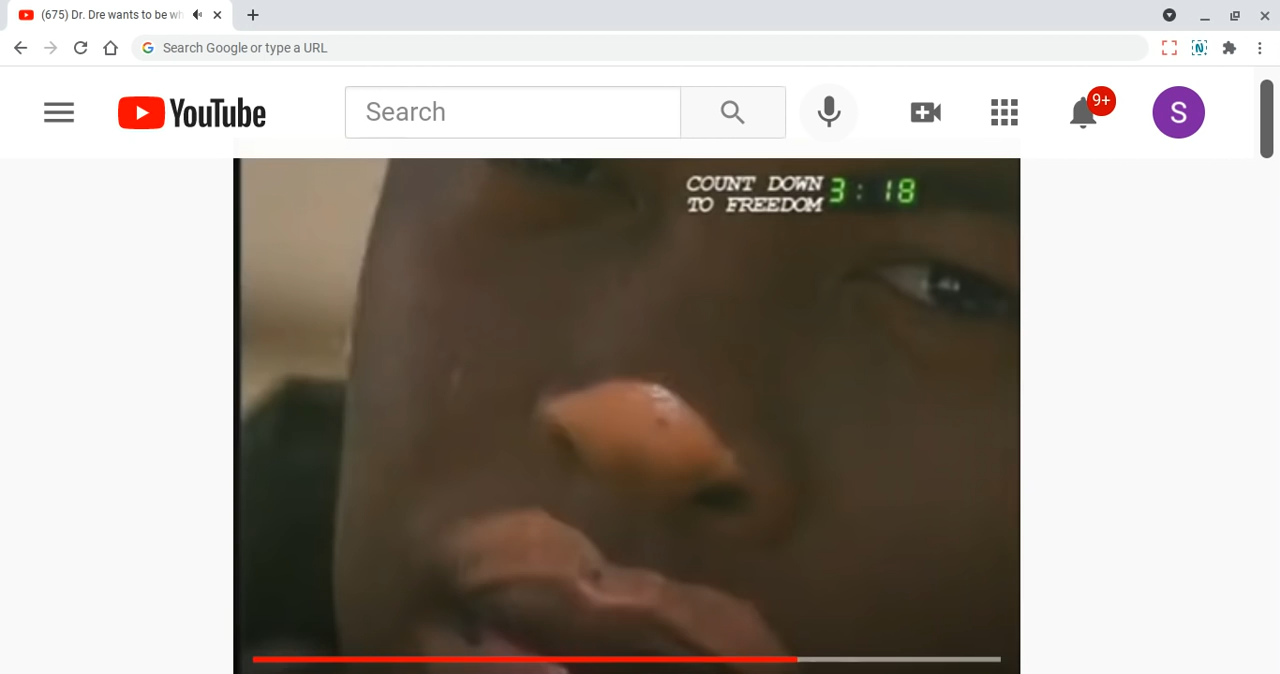 (675) Dr. Dre wants to be wh
Search Google or type a URL
YouTube
Search
9+
S
COUNT DOWN 3:18
TO FREEDOM